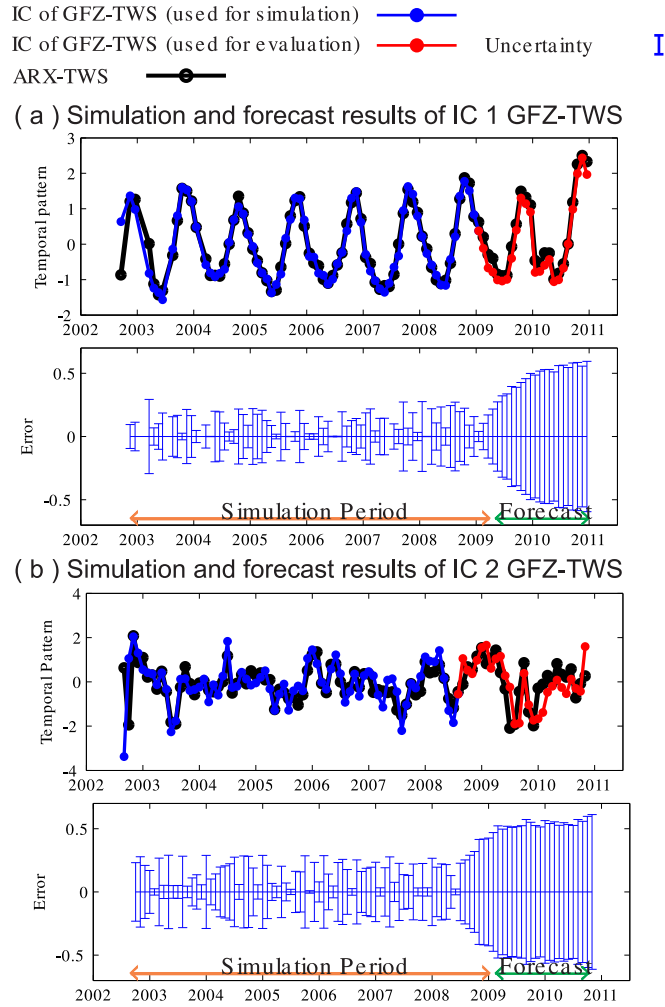 IC of GFZ-TWS (used for simulation)
IC of GFZ-TWS (used for evaluation) Uncertainty
ARX-TWS
( a ) Simulation and forecast results of IC 1 GFZ-TWS
Temporal pattern
3
2
1
0
-1
-2
2002 2003 2004 2005 2006 2007 2008 2009 2010 2011
Error
0.5
0
-0.5
Simulation Period Forecast
2002 2003 2004 2005 2006 2007 2008 2009 2010 2011
( b ) Simulation and forecast results of IC 2 GFZ-TWS
Temporal Pattern
4
2
0
-2
-4
2002 2003 2004 2005 2006 2007 2008 2009 2010 2011
Error
0.5
0
-0.5
Simulation Period Forecast
2002 2003 2004 2005 2006 2007 2008 2009 2010 2011